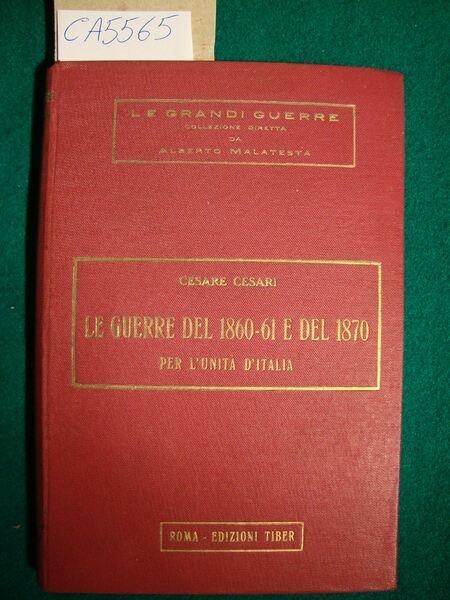 CA5565
LE GRANDI GUERRE
COLLEZIONE DIRETTA
DA
ALBERTO MALATESTA
CESARE CESARI
LE GUERRE DEL 1860-61 E DEL 1870
PER L'UNITÀ D'ITALIA
ROMA - EDIZIONI TIBER